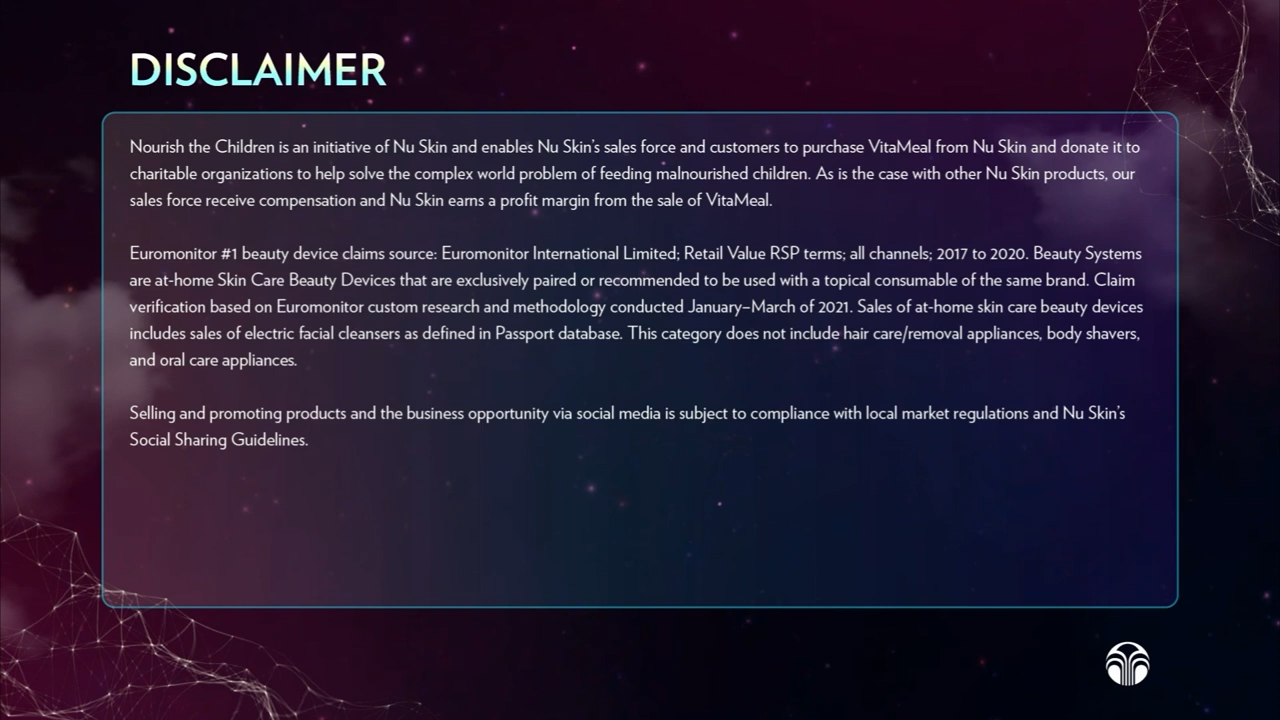 DISCLAIMER
Nourish the Children is an initiative of Nu Skin and enables Nu Skin’s sales force and customers to purchase VitaMeal from Nu Skin and donate it to
charitable organizations to help solve the complex world problem of feeding malnourished children. As is the case with other Nu Skin products, our
sales force receive compensation and Nu Skin earns a profit margin from the sale of VitaMeal.
Euromonitor #1 beauty device claims source: Euromonitor International Limited; Retail Value RSP terms; all channels; 2017 to 2020. Beauty Systems
are at-home Skin Care Beauty Devices that are exclusively paired or recommended to be used with a topical consumable of the same brand. Claim
verification based on Euromonitor custom research and methodology conducted January–March of 2021. Sales of at-home skin care beauty devices
includes sales of electric facial cleansers as defined in Passport database. This category does not include hair care/removal appliances, body shavers,
and oral care appliances.
Selling and promoting products and the business opportunity via social media is subject to compliance with local market regulations and Nu Skin’s
Social Sharing Guidelines.